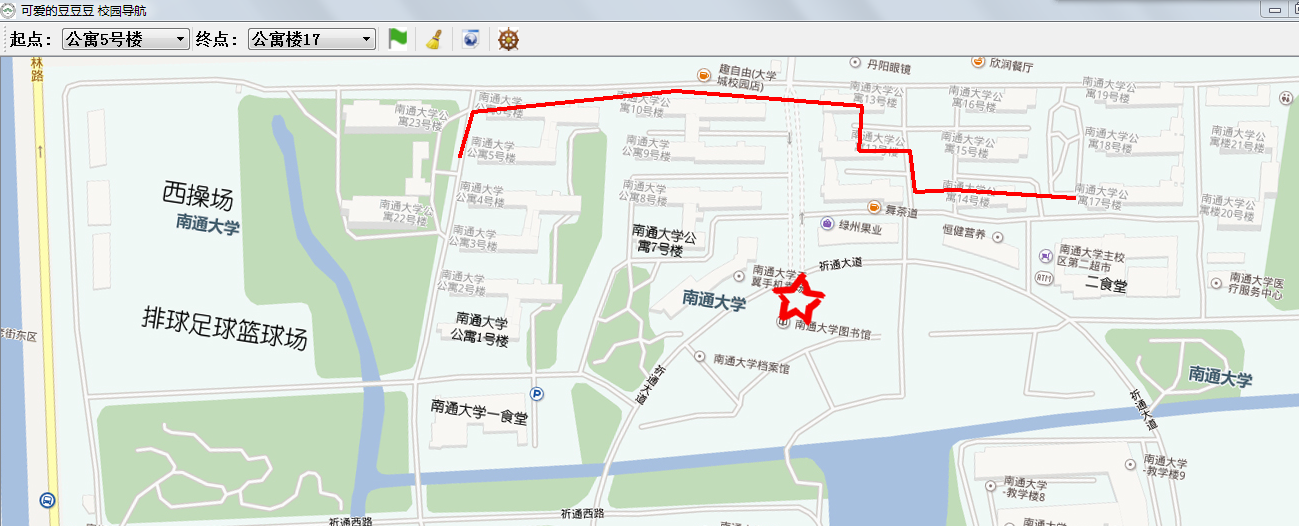 可爱的豆豆豆 校园导航
起点：
公寓5号楼
终点：
公寓楼17
林
路
趣自由(大学
城校园店)
丹阳眼镜
欣润餐厅
南通大学公
寓23号楼
南通大学
南通大学公
寓10号楼
南通大学公
寓13号楼
南通大学公
寓16号楼
南通大学公
寓19号楼
南通大学
公寓5号楼
南通大学公
公寓9号楼
南通大学公
南通大学公
寓15号楼
南通大学公
寓18号楼
南通大学公
寓楼21号楼
西操场
南通大学
南通大学公
寓22号楼
南通大学
公寓4号楼
南通大学公
公寓8号楼
舞茶道
南通大学公
寓14号楼
南通大学公
寓17号楼
南通大学公
寓楼20号楼
南通大学
公寓3号楼
南通大学公
寓7号楼
绿州果业
恒健营养
南通大学主校
区第二超市
ATM
二食堂
祈通大道
南通大学
公寓2号楼
南通大学
翼手机
南通大学
南通大学医
疗服务中心
排球足球篮球场
南通大学
公寓1号楼
南通大学图书馆
老街东区
南通大学档案馆
祈通大道
南通大学
P
南通大学一食堂
祈通大道
南通大学
-教学楼9
南通大学
-教学楼8
祈通西路
祈通西路